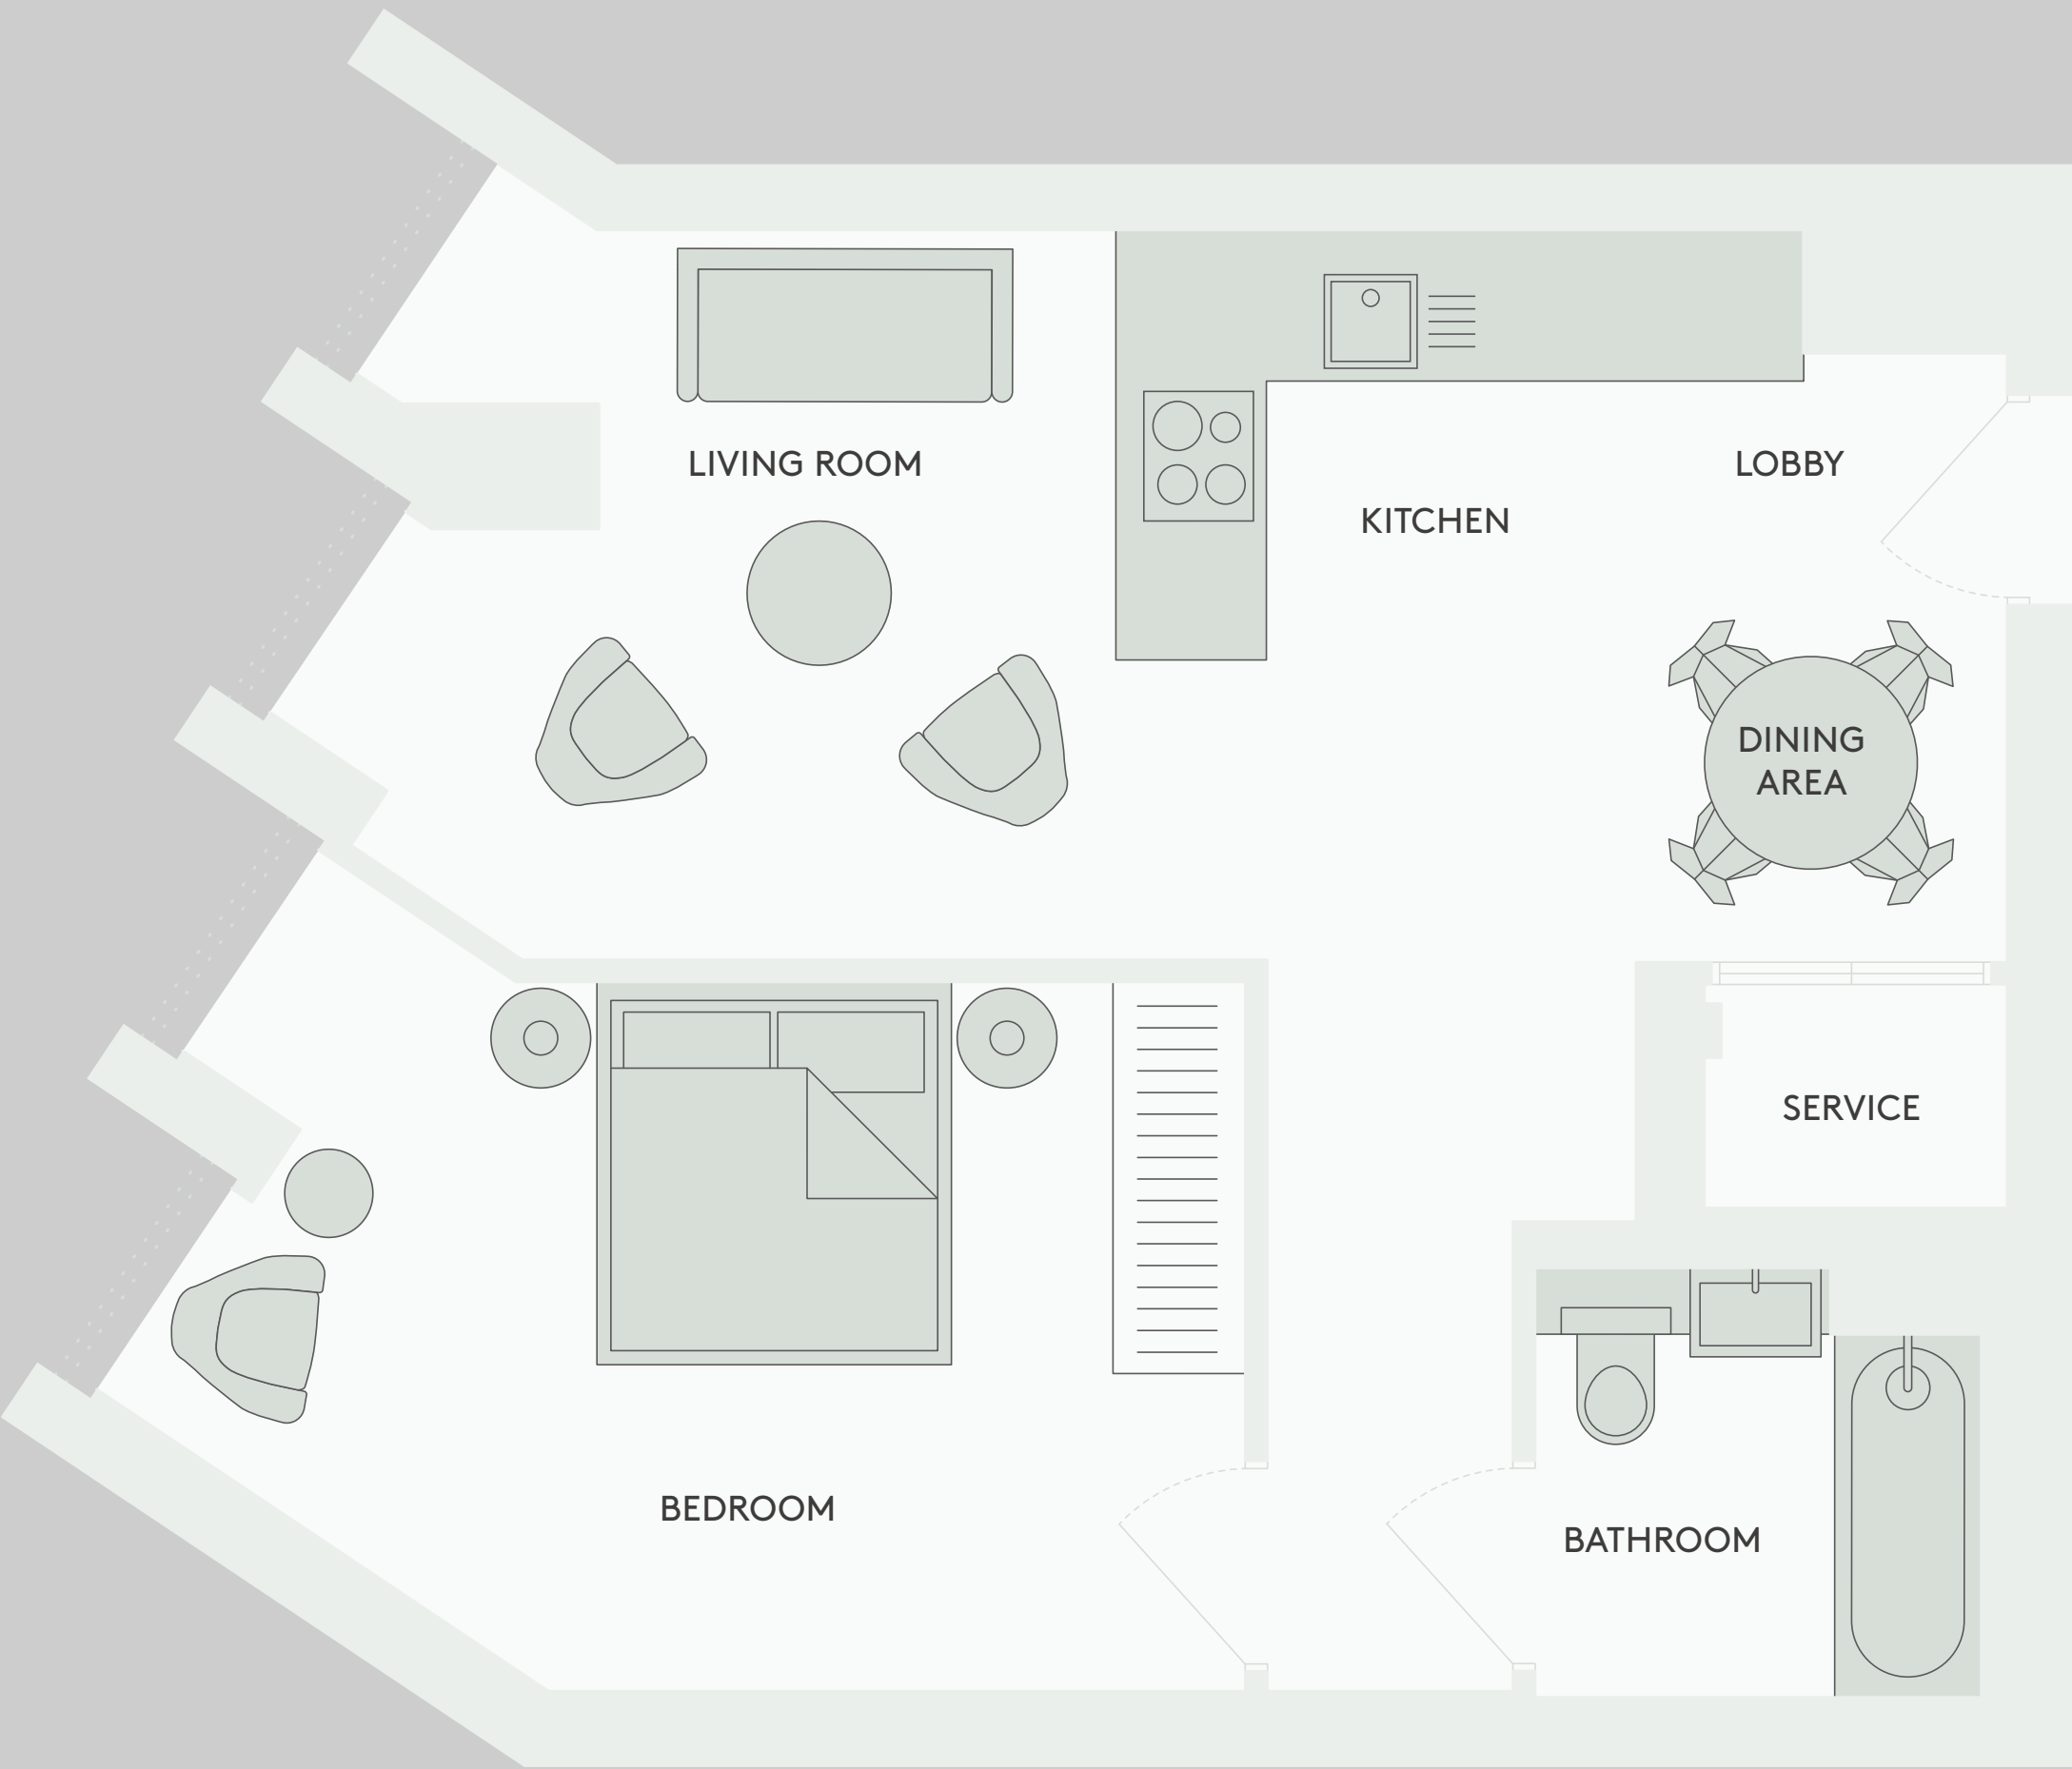 LIVING ROOM
LOBBY
KITCHEN
DINING
AREA
SERVICE
BEDROOM
BATHROOM